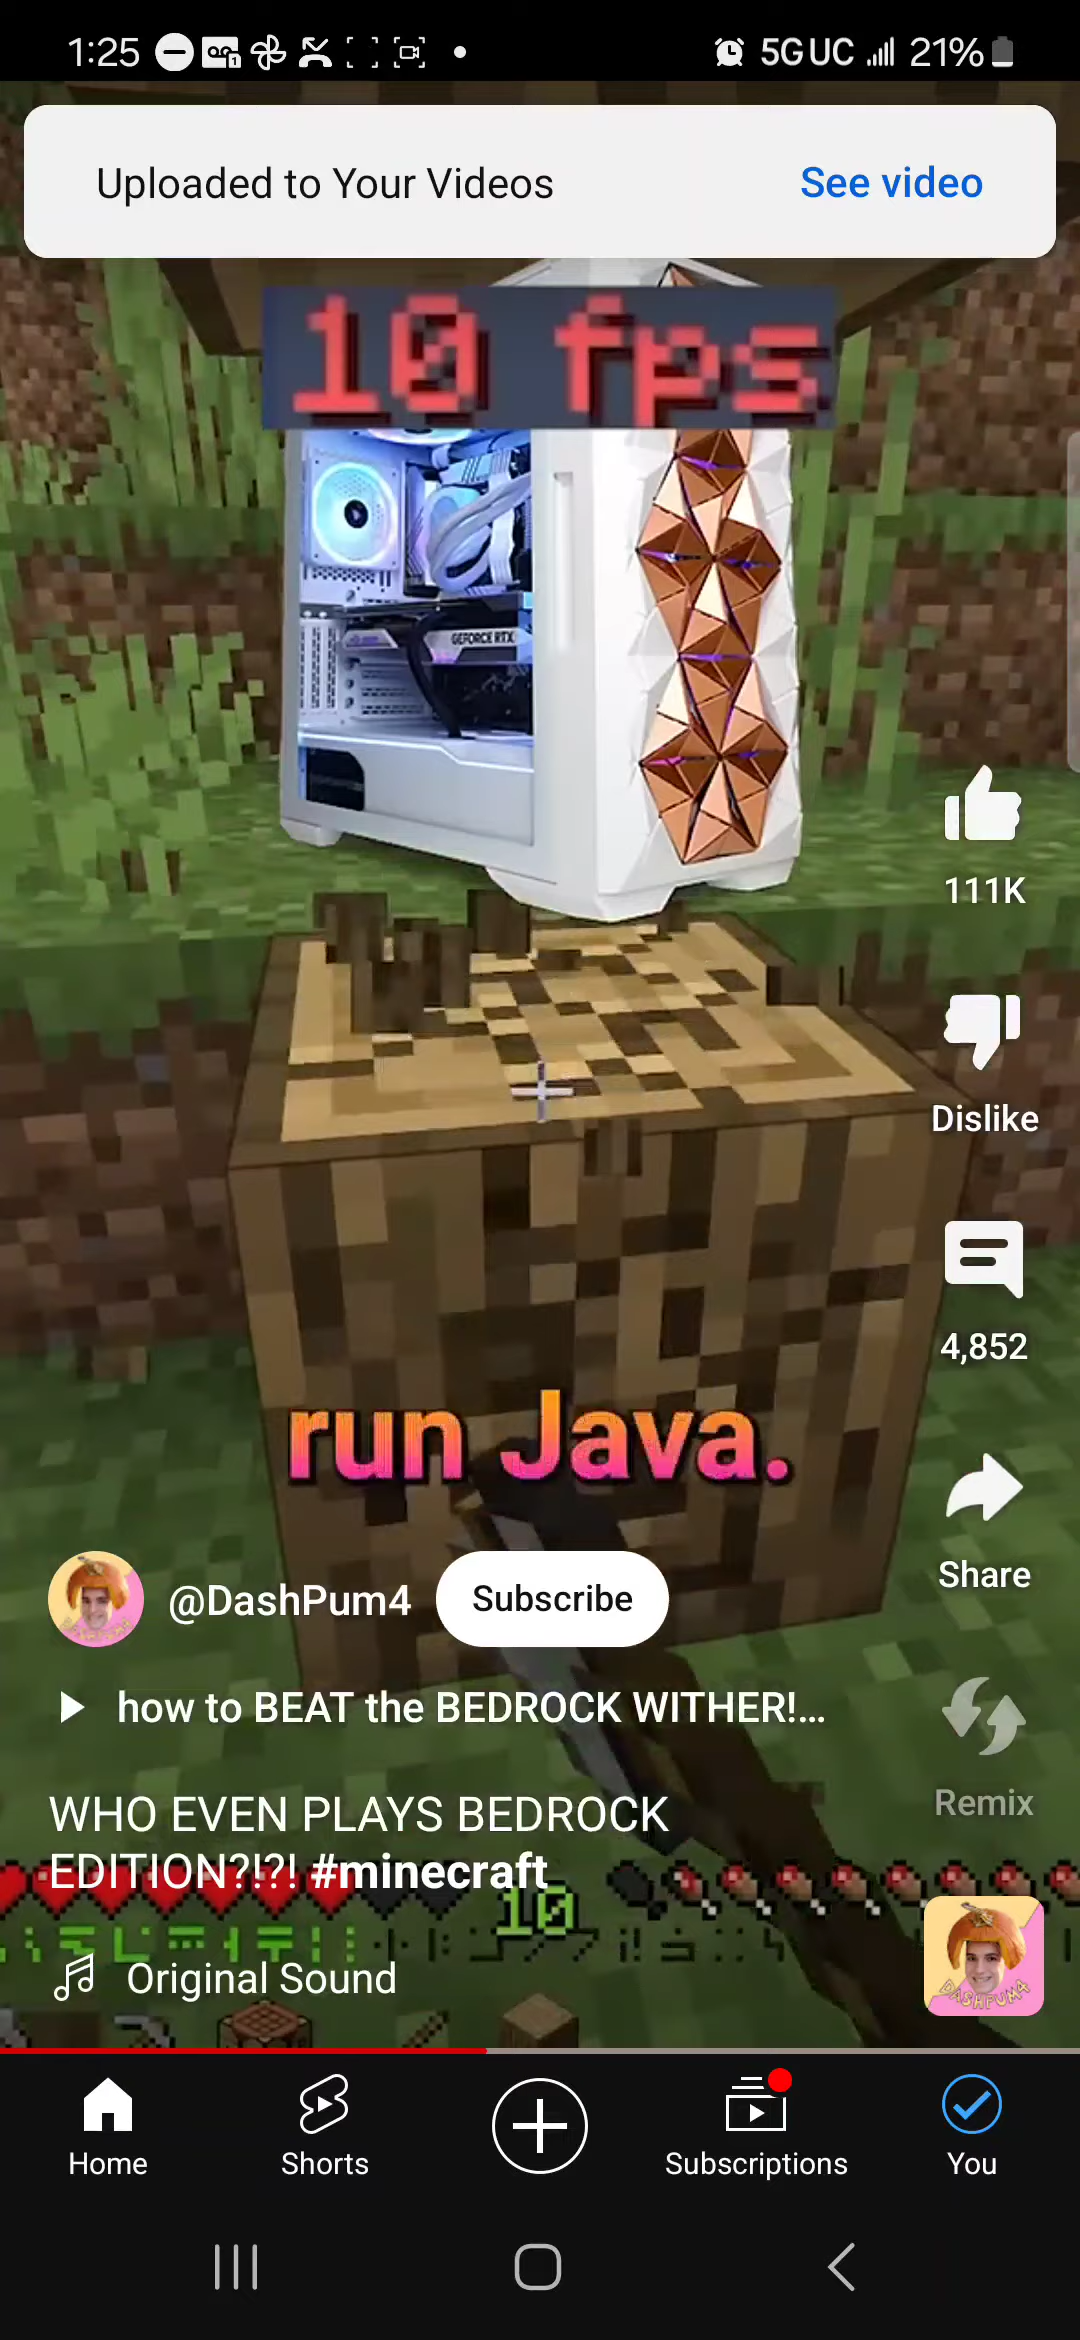 1:25
5G UC
21%
Uploaded to Your Videos
See video
10 fps
GEFORCE RTX
111K
Dislike
4,852
run Java.
Share
@DashPum4
Subscribe
how to BEAT the BEDROCK WITHER!...
Remix
WHO EVEN PLAYS BEDROCK
EDITION?!?! #minecraft
10
Original Sound
DASHPUM4
Home
Shorts
Subscriptions
You